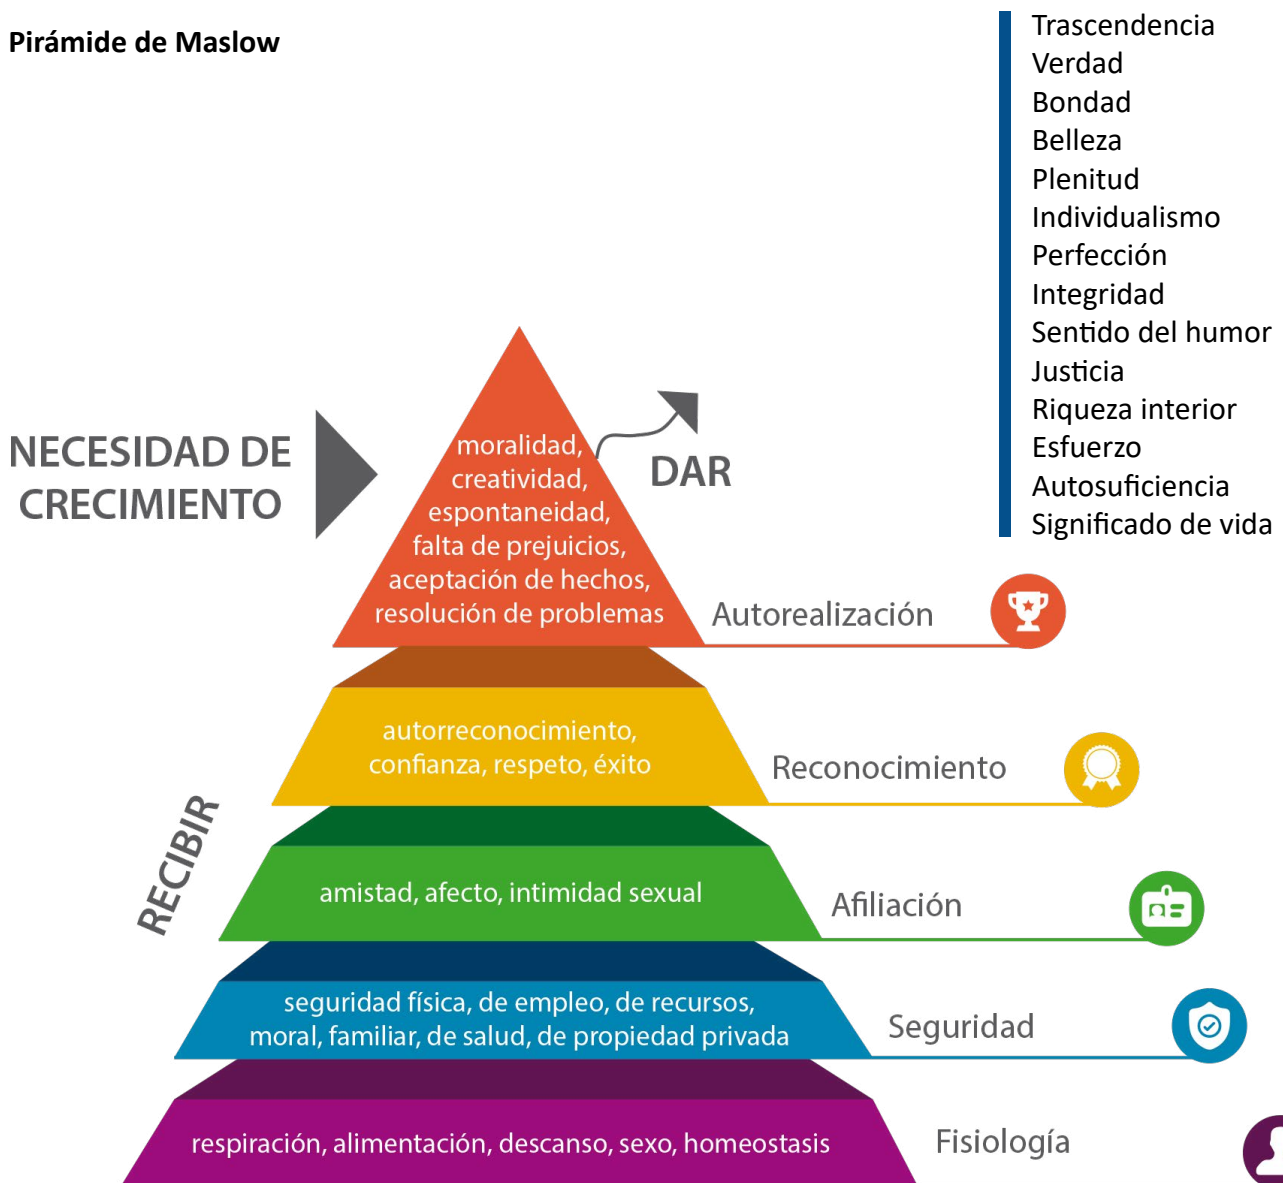 Pirámide de Maslow
Trascendencia
Verdad
Bondad
Belleza
Plenitud
Individualismo
Perfección
Integridad
Sentido del humor
Justicia
Riqueza interior
Esfuerzo
Autosuficiencia
Significado de vida
NECESIDAD DE
CRECIMIENTO
moralidad,
creatividad,
espontaneidad,
falta de prejuicios,
aceptación de hechos,
resolución de problemas
DAR
Autorealización
autorreconocimiento,
confianza, respeto, éxito
Reconocimiento
RECIBIR
amistad, afecto, intimidad sexual
Afiliación
seguridad física, de empleo, de recursos,
moral, familiar, de salud, de propiedad privada
Seguridad
respiración, alimentación, descanso, sexo, homeostasis
Fisiología